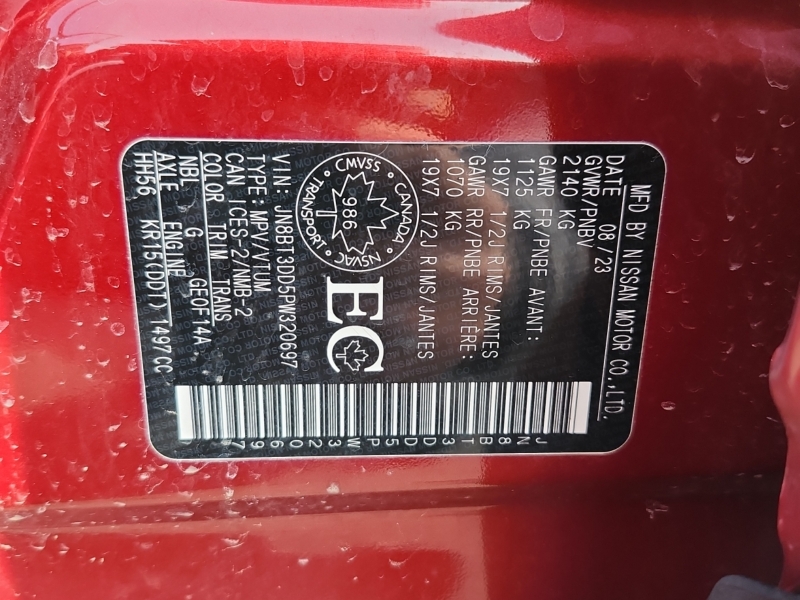 MFD BY NISSAN MOTOR CO.,LTD.
DATE 08/23
GVWR/PNBV
2140 KG
GAWR FR/PNBE AVANT:
1125 KG
19X7 1/2J RIMS/JANTES
GAWR RR/PNBE ARRIÈRE:
1070 KG
19X7 1/2J RIMS/JANTES
CMVSS • CANADA • NSVAC • TRANSPORT •
986
EC
VIN: JN8BT3DD5PW320697
TYPE: MPV/VTUM
CAN ICES-2/NMB-2
COLOR TRIM TRANS
NBL G GE0F14A
AXLE ENGINE
HH56 KR15(DDT) 1497CC
JN8BT3DD5PW320697